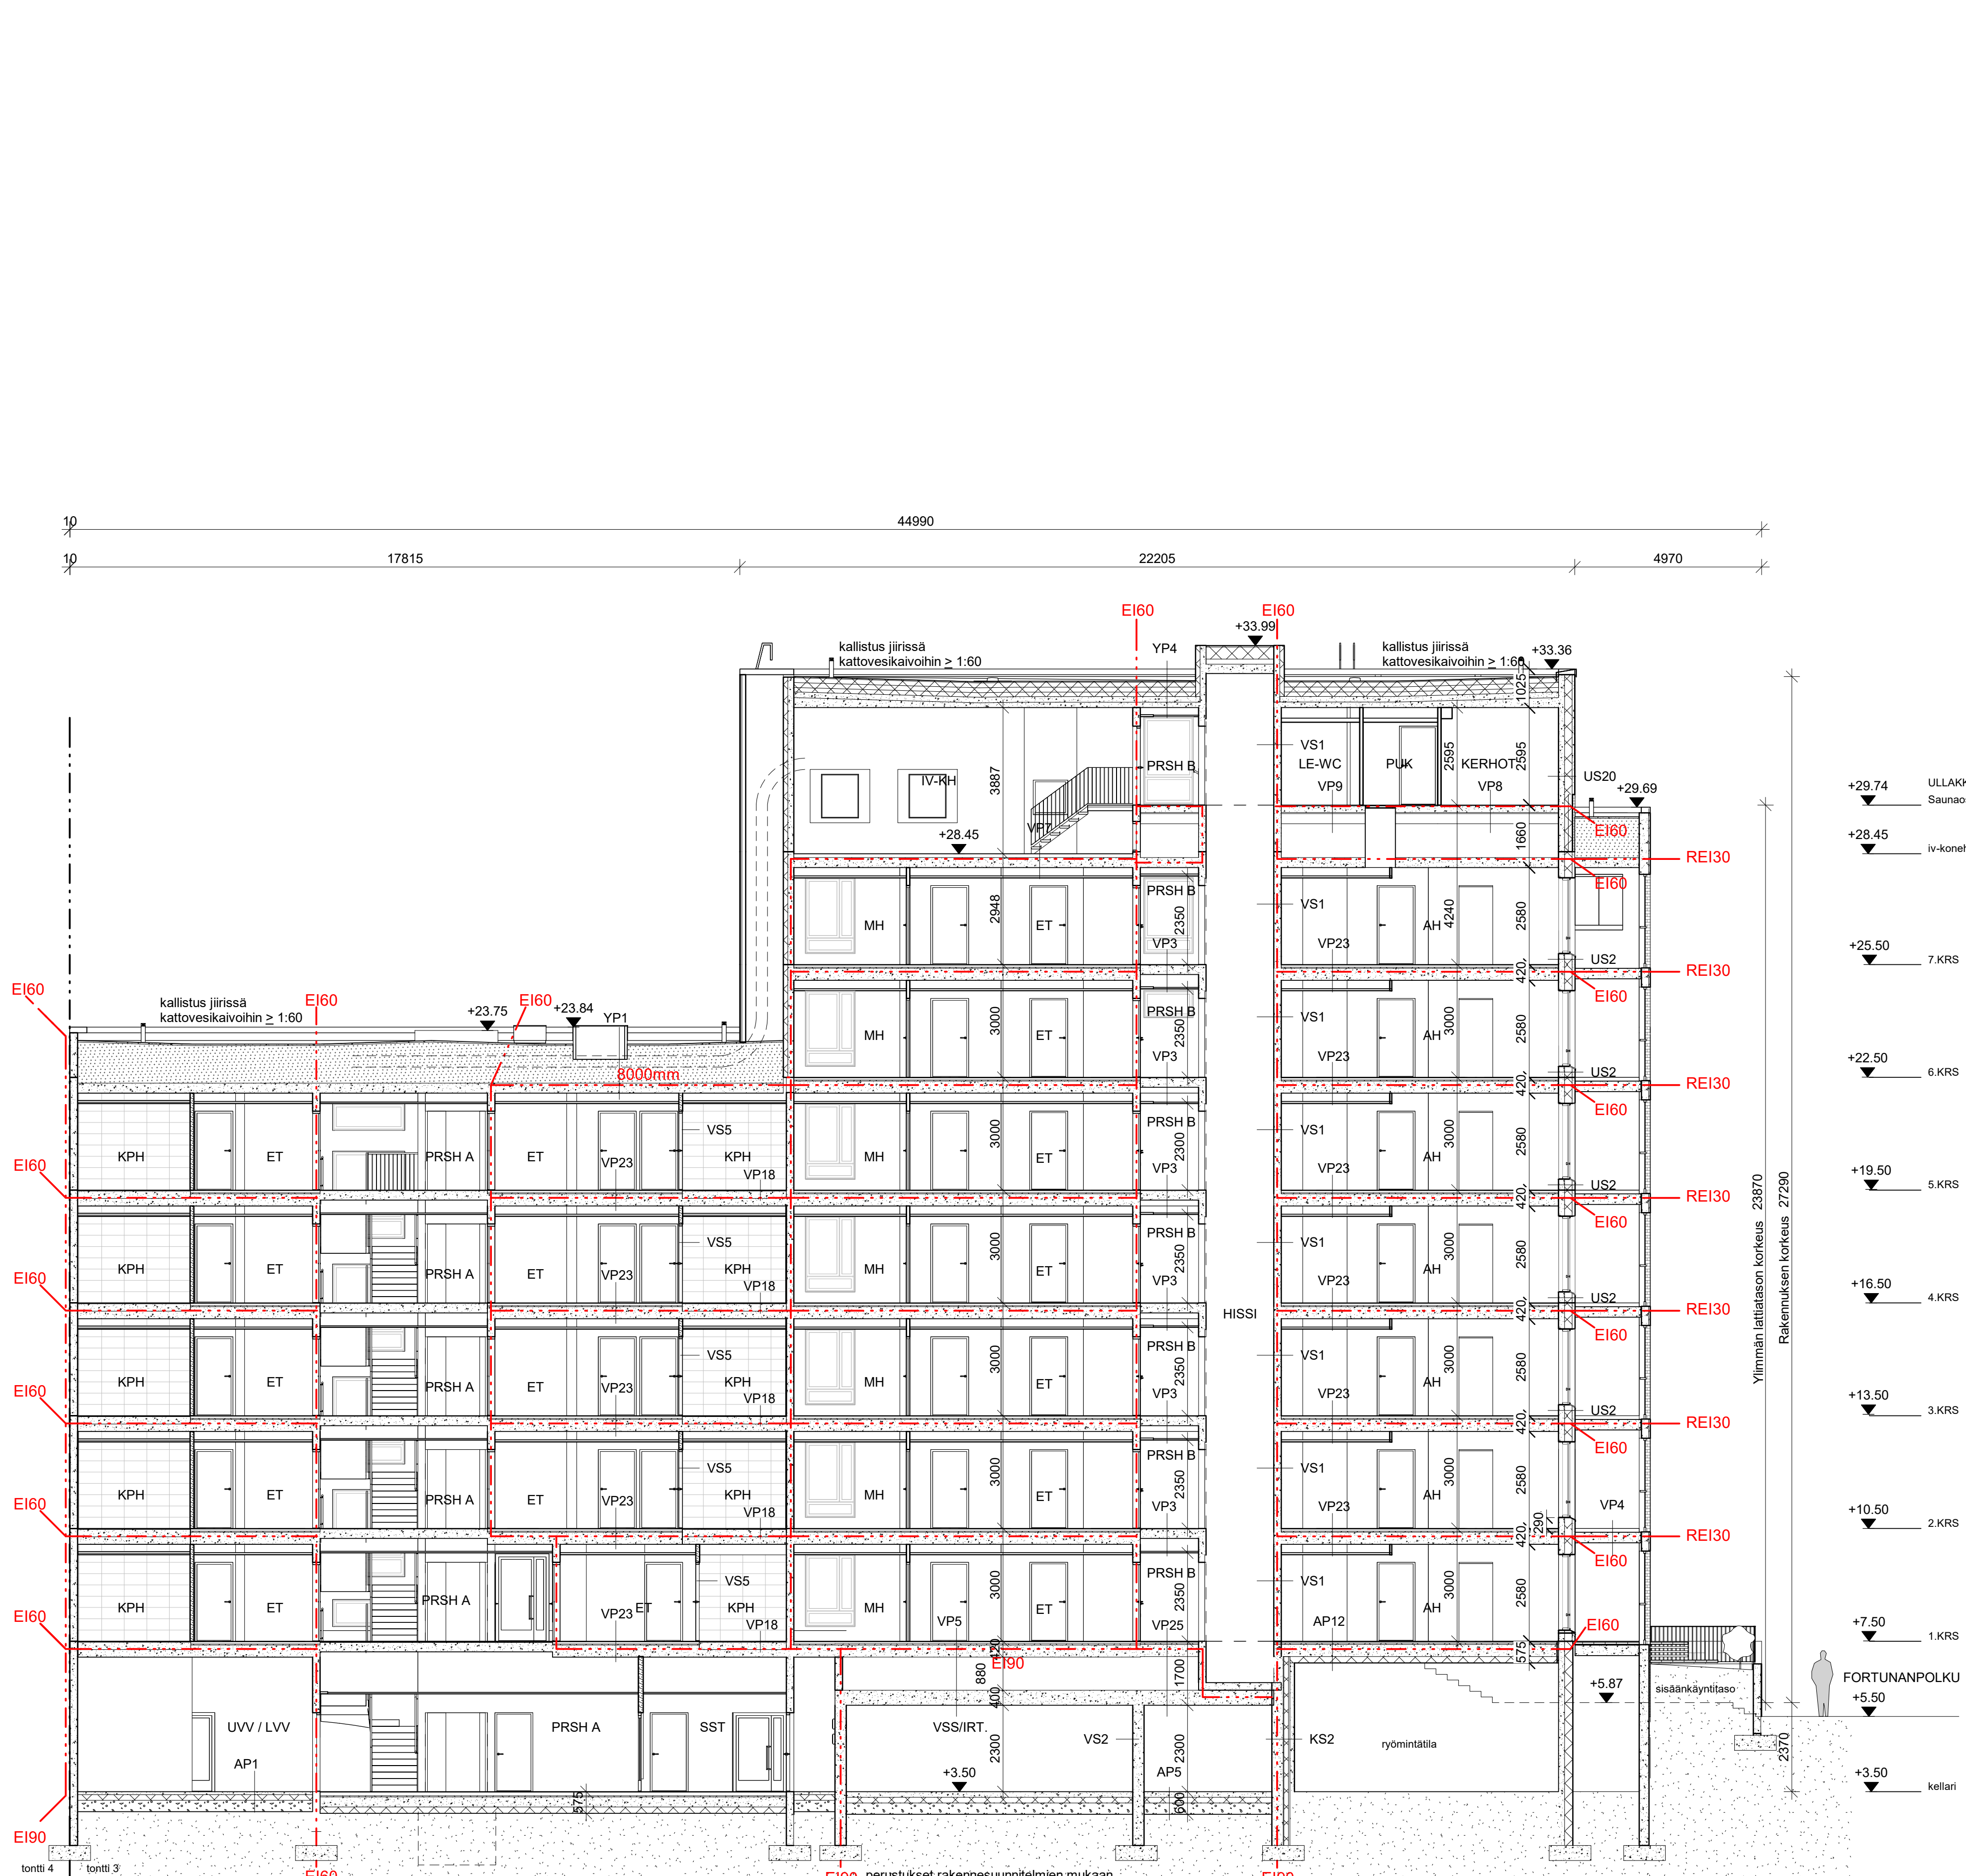 10
44990
10
17815
22205
4970
EI60
EI60
+33.99
kallistus jiirissä
kattovesikaivoihin ≥ 1:60
YP4
kallistus jiirissä
kattovesikaivoihin ≥ 1:60
+33.36
1025
VS1
LE-WC
PUK
KERHOT
2595
2595
PRSH B
IV-KH
3887
VP9
VP8
US20
+29.69
+29.74
Saunaos
VP7
+28.45
1660
EI60
+28.45
REI30
EI60
PRSH B
VS1
2948
MH
ET
2350
VP3
VP23
AH
4240
2580
US2
+25.50
7.KRS
420
REI30
EI60
EI60
kallistus jiirissä
kattovesikaivoihin ≥ 1:60
EI60
+23.75
EI60
+23.84
YP1
MH
3000
ET
PRSH B
2350
VP3
VS1
VP23
3000
AH
2580
US2
+22.50
6.KRS
8000mm
420
REI30
EI60
EI60
KPH
ET
PRSH A
ET
VP23
VS5
KPH
VP18
MH
3000
ET
PRSH B
2300
VP3
VS1
VP23
3000
AH
2580
US2
+19.50
5.KRS
420
REI30
EI60
EI60
KPH
ET
PRSH A
ET
VP23
VS5
KPH
VP18
MH
3000
ET
PRSH B
2350
VP3
VS1
VP23
3000
AH
2580
US2
+16.50
4.KRS
Ylimmän lattiatason korkeus 23870
Rakennuksen korkeus 27290
HISSI
420
REI30
EI60
EI60
KPH
ET
PRSH A
ET
VP23
VS5
KPH
VP18
MH
3000
ET
PRSH B
2350
VP3
VS1
VP23
3000
AH
2580
US2
+13.50
3.KRS
420
REI30
EI60
EI60
KPH
ET
PRSH A
ET
VP23
VS5
KPH
VP18
MH
3000
ET
PRSH B
2350
VP3
VS1
VP23
3000
AH
2580
290
VP4
+10.50
2.KRS
420
REI30
EI60
EI60
KPH
ET
PRSH A
VP23
ET
VS5
KPH
VP18
MH
VP5
3000
ET
PRSH B
2350
VP25
VS1
AP12
3000
AH
2580
EI60
+7.50
1.KRS
420
EI90
575
880
400
1700
+5.87
sisäänkäyntitaso
FORTUNANPOLKU
+5.50
UVV / LVV
AP1
PRSH A
SST
VSS/IRT.
2300
VS2
2300
KS2
ryömintätila
2370
+3.50
AP5
+3.50
kellari
575
600
EI90
tontti 4
tontti 3